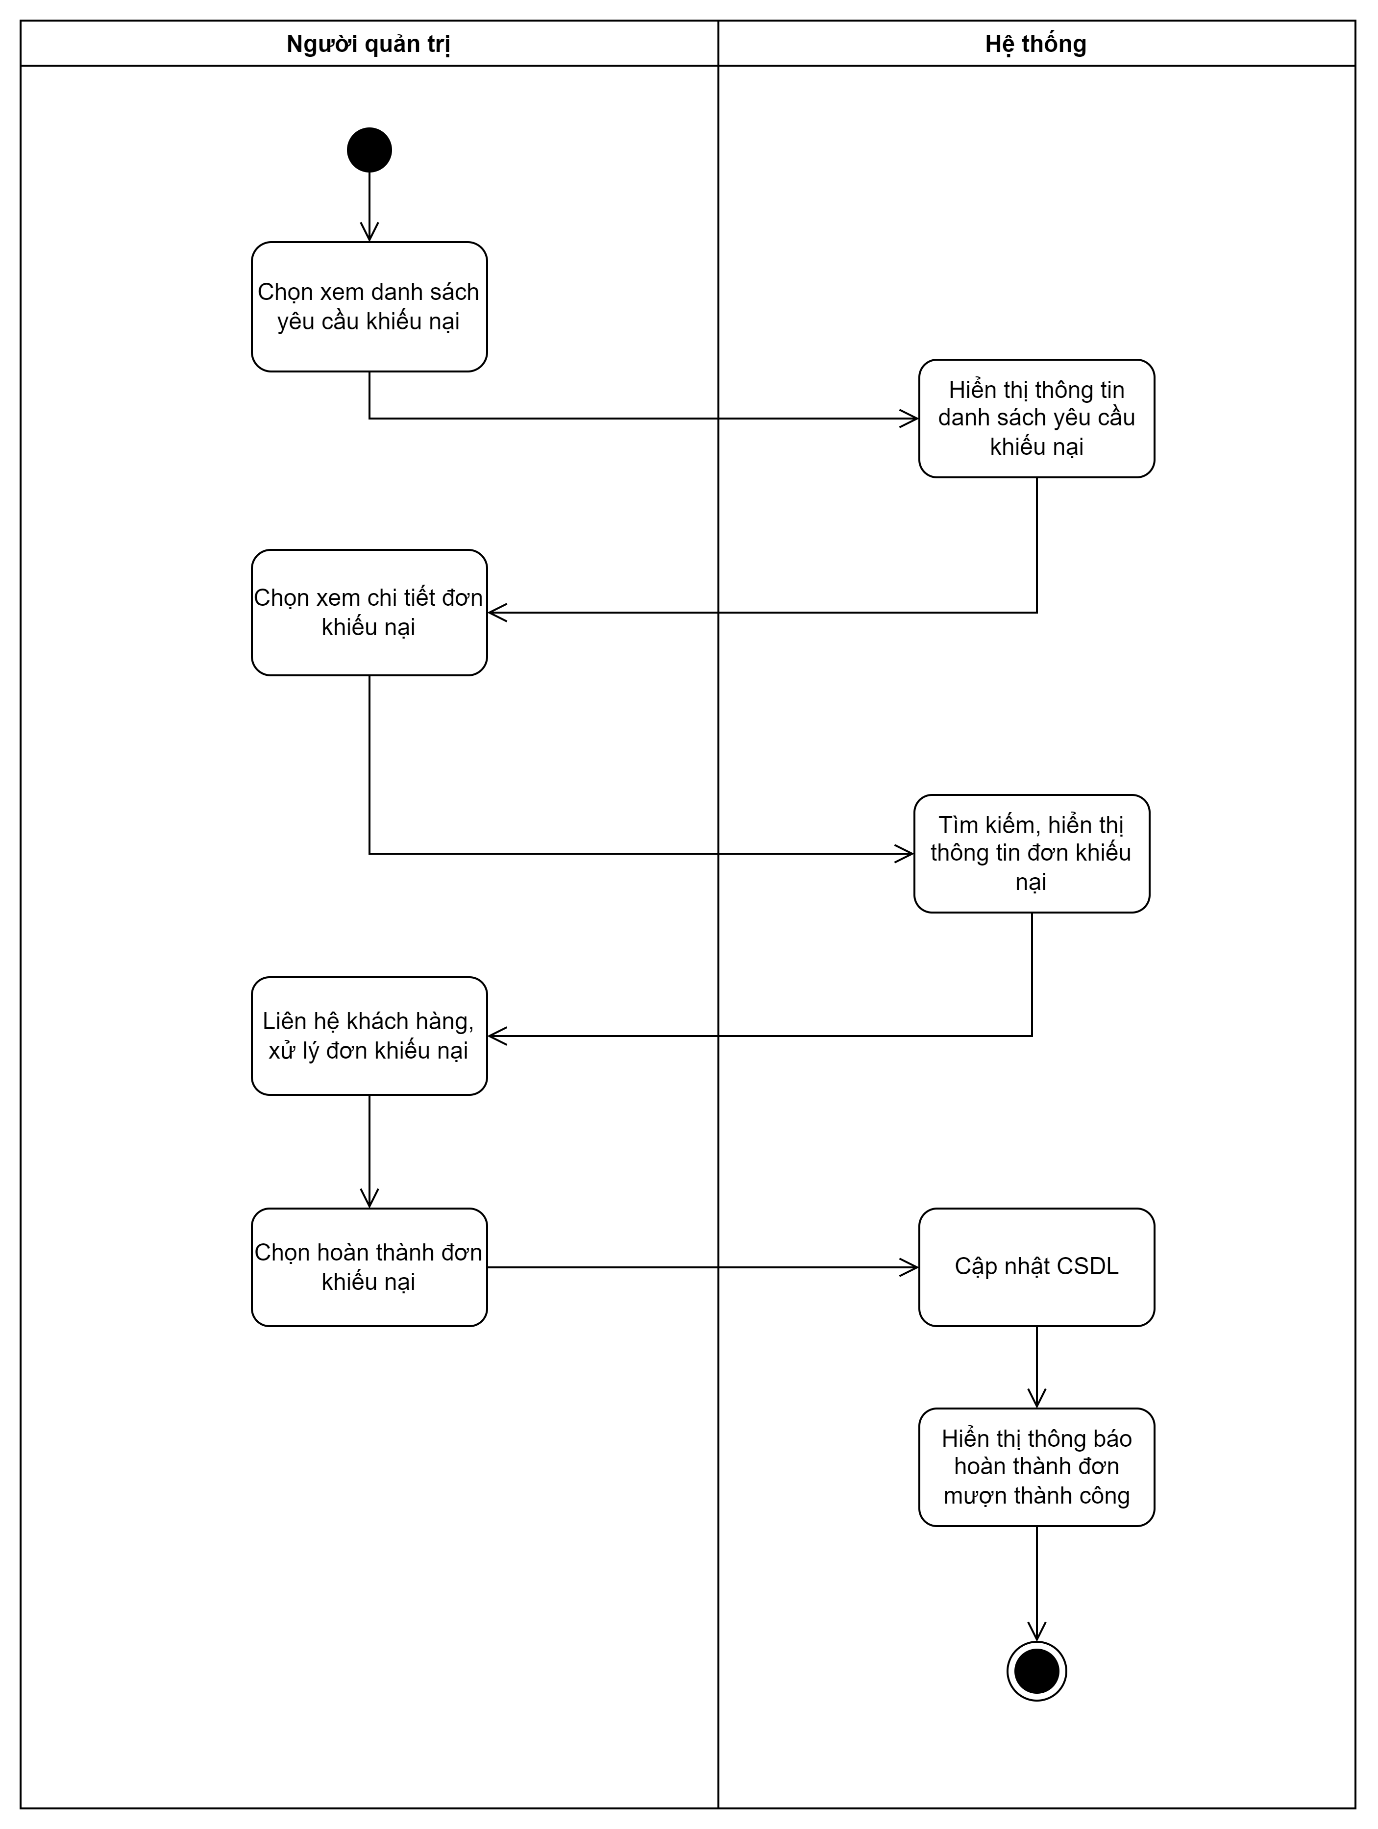 Người quản trị
Hệ thống
Chọn xem danh sách
yêu cầu khiếu nại
Hiển thị thông tin
danh sách yêu cầu
khiếu nại
Chọn xem chi tiết đơn
khiếu nại
Tìm kiếm, hiển thị
thông tin đơn khiếu
nại
Liên hệ khách hàng,
xử lý đơn khiếu nại
Chọn hoàn thành đơn
khiếu nại
Cập nhật CSDL
Hiển thị thông báo
hoàn thành đơn
mượn thành công